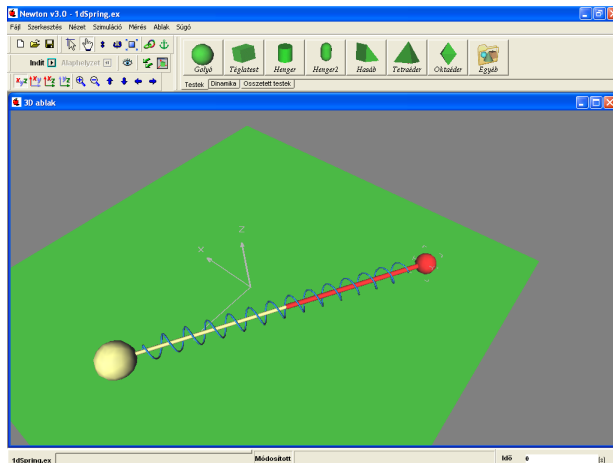 Newton v3.0 - 1dSpring.ex
Fájl Szerkesztés Nézet Szimuláció Mérés Ablak Súgó
Indít Alaphelyzet
Golyó Téglatest Henger Henger2 Hasáb Tetraéder Oktaéder Egyéb
Testek Dinamika Összetett testek
3D ablak
Z
X
1dSpring.ex Módosított Idő 0 [s]